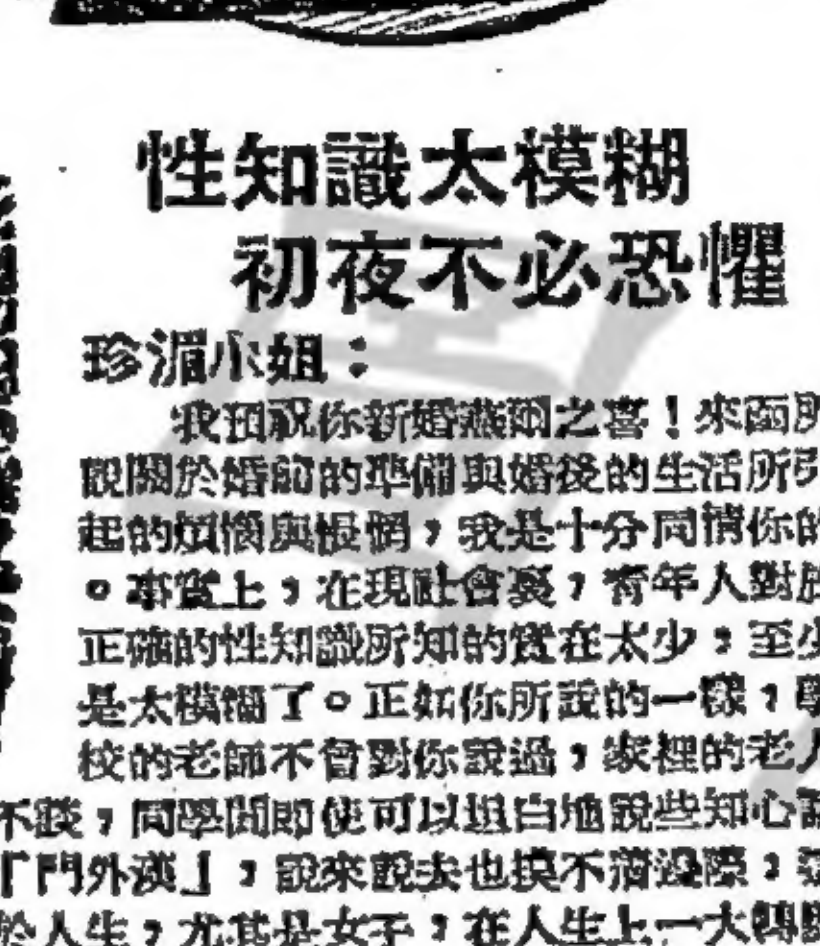 性知識太模糊
初夜不必恐懼
珍湄小姐：
我預祝你新婚燕爾之喜！來函所
說關於婚前的準備與婚後的生活所引
起的煩惱與悵惘，我是十分同情你的
。事實上，在現社會裏，青年人對於
正確的性知識所知的實在太少，至少
是太模糊了。正如你所說的一樣，學
校的老師不曾對你說過，家裡的老人
不談，同學間即使可以坦白地說些知心話
「門外漢」，說來說去也摸不清邊際，
於人生，尤其是女子，在人生上一大轉